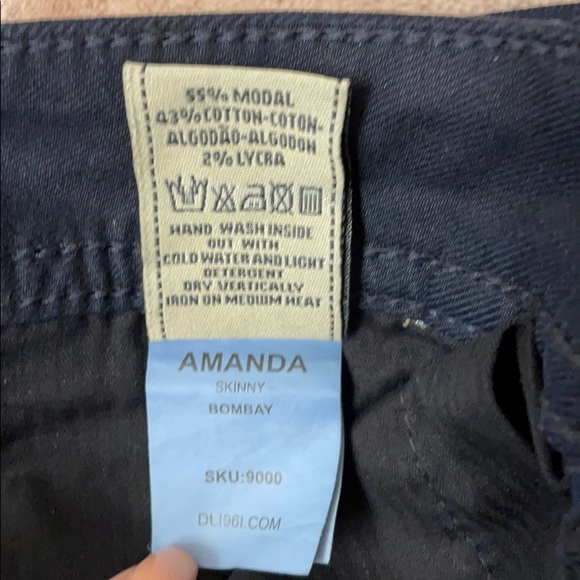 55% MODAL
43% COTTON-COTON-
ALGODÃO-ALGODON
2% LYCRA
HAND WASH INSIDE
OUT WITH
COLD WATER AND LIGHT
DETERGENT
DRY VERTICALLY
IRON ON MEDIUM HEAT
AMANDA
SKINNY
BOMBAY
SKU:9000
DL1961.COM